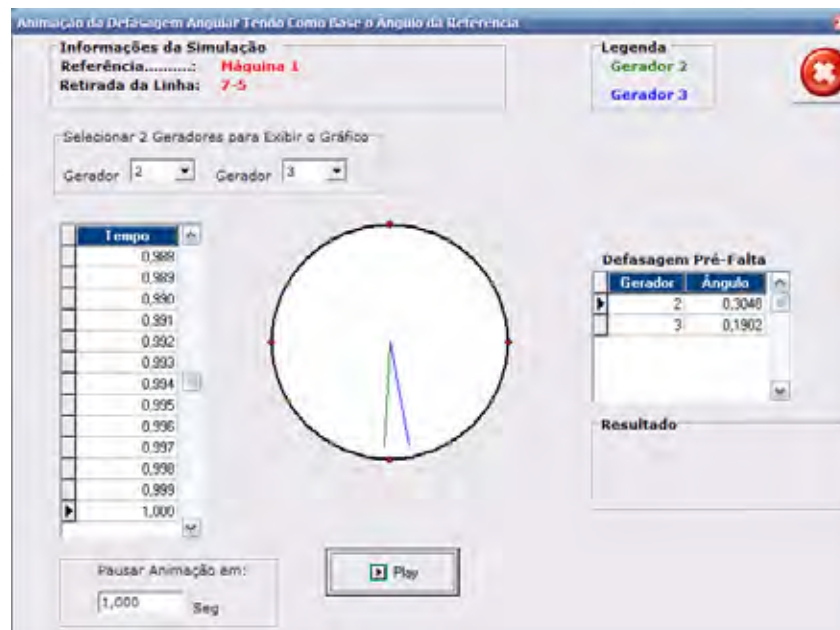 Animação da Defasagem Angular Tendo Como Base o Ângulo da Referência
Informações da Simulação
Referência.........: Máquina 1
Retirada da Linha: 7-5
Legenda
Gerador 2
Gerador 3
Selecionar 2 Geradores para Exibir o Gráfico
Gerador 2 Gerador 3
Tempo
0,988
0,989
0,990
0,991
0,992
0,993
0,994
0,995
0,996
0,997
0,998
0,999
1,000
Defasagem Pré-Falta
Gerador Ângulo
2 0,3048
3 0,1902
Resultado
Pausar Animação em:
1,000 Seg
Play